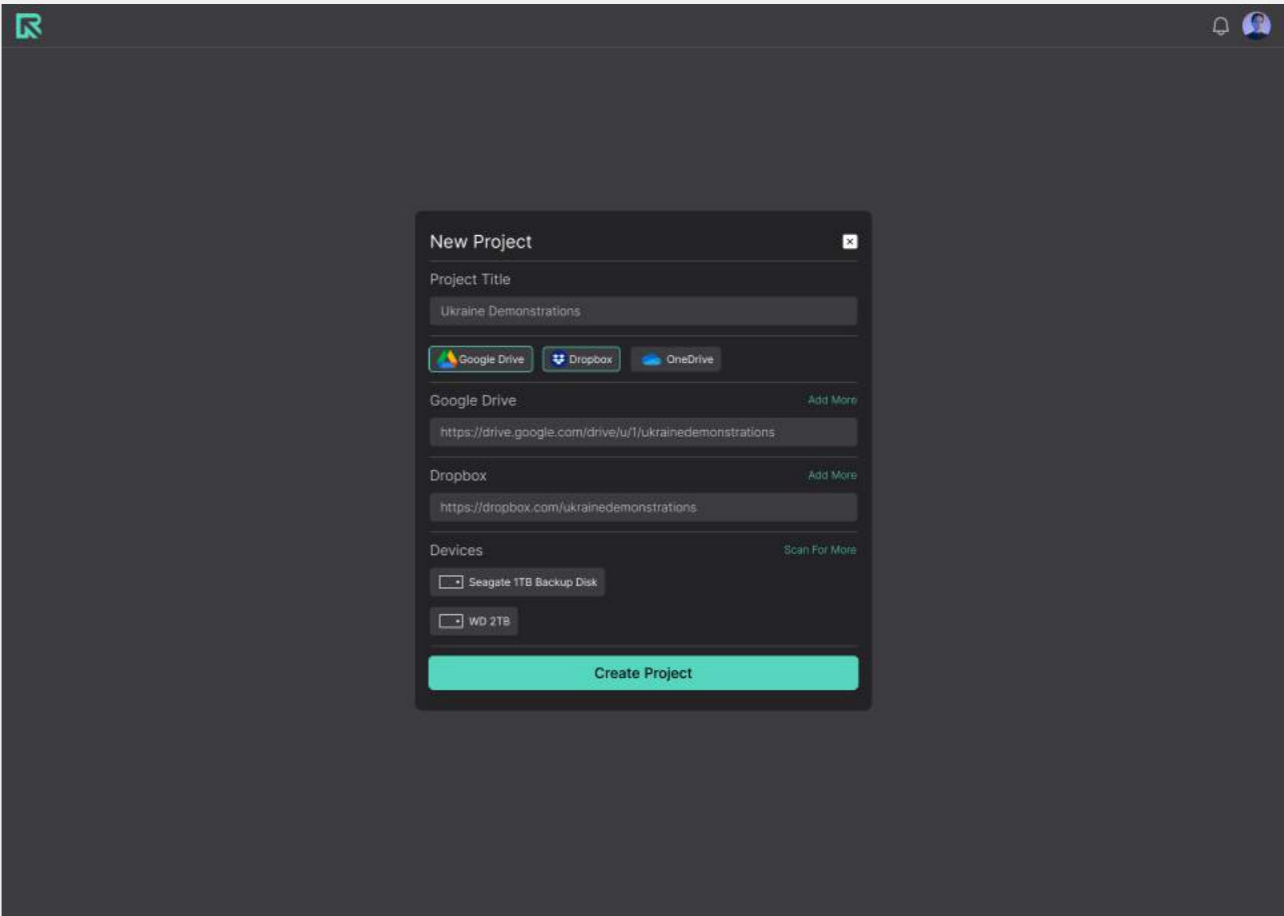 New Project
Project Title
Ukraine Demonstrations
Google Drive Dropbox OneDrive
Google Drive Add More
https://drive.google.com/drive/u/1/ukrainedemonstrations
Dropbox Add More
https://dropbox.com/ukrainedemonstrations
Devices Scan For More
Seagate 1TB Backup Disk
WD 2TB
Create Project